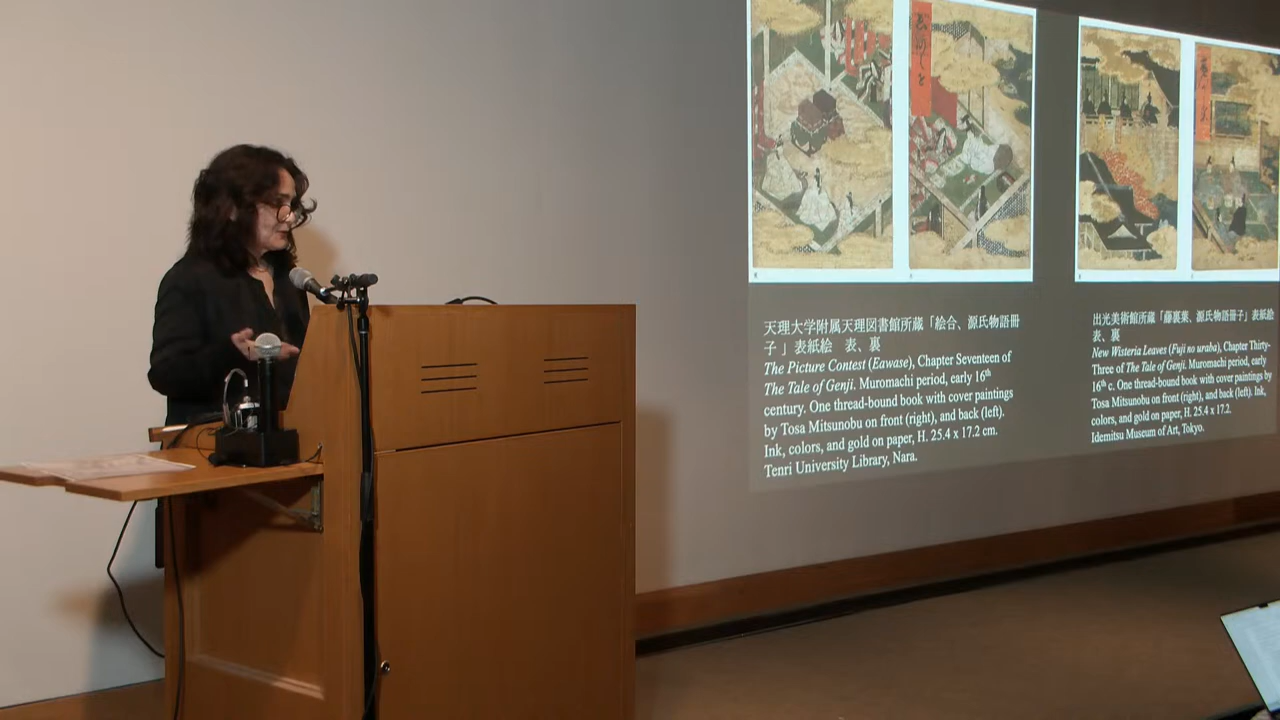 天理大学附属天理図書館所蔵「絵合、源氏物語冊
子」表紙絵　表、裏
The Picture Contest (Eawase), Chapter Seventeen of
The Tale of Genji. Muromachi period, early 16th
century. One thread-bound book with cover paintings
by Tosa Mitsunobu on front (right), and back (left).
Ink, colors, and gold on paper, H. 25.4 x 17.2 cm.
Tenri University Library, Nara.
出光美術館所蔵「藤裏葉、源氏物語冊子」表紙絵
表、裏
New Wisteria Leaves (Fuji no uraba), Chapter Thirty-
Three of The Tale of Genji. Muromachi period, early
16th c. One thread-bound book with cover paintings by
Tosa Mitsunobu on front (right), and back (left). Ink,
colors, and gold on paper, H. 25.4 x 17.2.
Idemitsu Museum of Art, Tokyo.